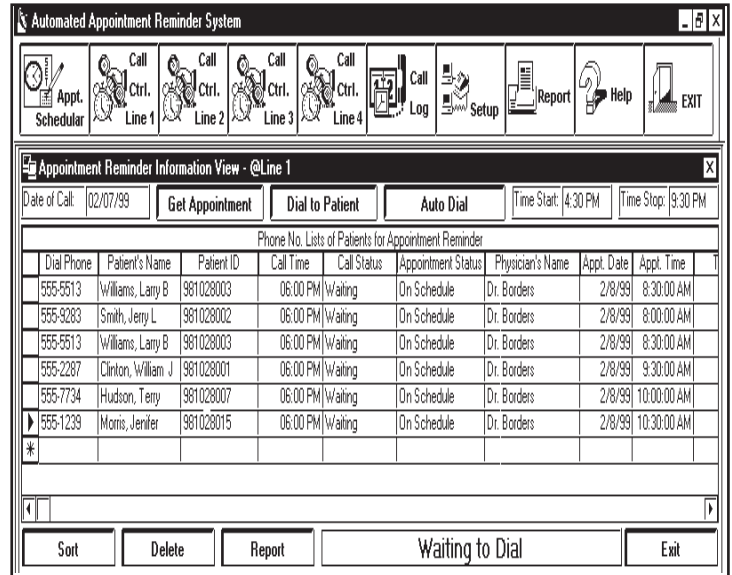 Automated Appointment Reminder System
Appt. Schedular Call Ctrl. Line 1 Call Ctrl. Line 2 Call Ctrl. Line 3 Call Ctrl. Line 4 Call Log Setup Report Help EXIT
Appointment Reminder Information View - @Line 1
Date of Call: 02/07/99 Get Appointment Dial to Patient Auto Dial Time Start: 4:30 PM Time Stop: 9:30 PM
Phone No. Lists of Patients for Appointment Reminder
Dial Phone Patient's Name Patient ID Call Time Call Status Appointment Status Physician's Name Appt. Date Appt. Time T
555-5513 Williams, Larry B 981028003 06:00 PM Waiting On Schedule Dr. Borders 2/8/99 8:30:00 AM
555-9283 Smith, Jerry L 981028002 06:00 PM Waiting On Schedule Dr. Borders 2/8/99 8:00:00 AM
555-5513 Williams, Larry B 981028003 06:00 PM Waiting On Schedule Dr. Borders 2/8/99 8:30:00 AM
555-2287 Clinton, William J 981028001 06:00 PM Waiting On Schedule Dr. Borders 2/8/99 9:30:00 AM
555-7734 Hudson, Terry 981028007 06:00 PM Waiting On Schedule Dr. Borders 2/8/99 10:00:00 AM
555-1239 Morris, Jenifer 981028015 06:00 PM Waiting On Schedule Dr. Borders 2/8/99 10:30:00 AM
Sort Delete Report Waiting to Dial Exit